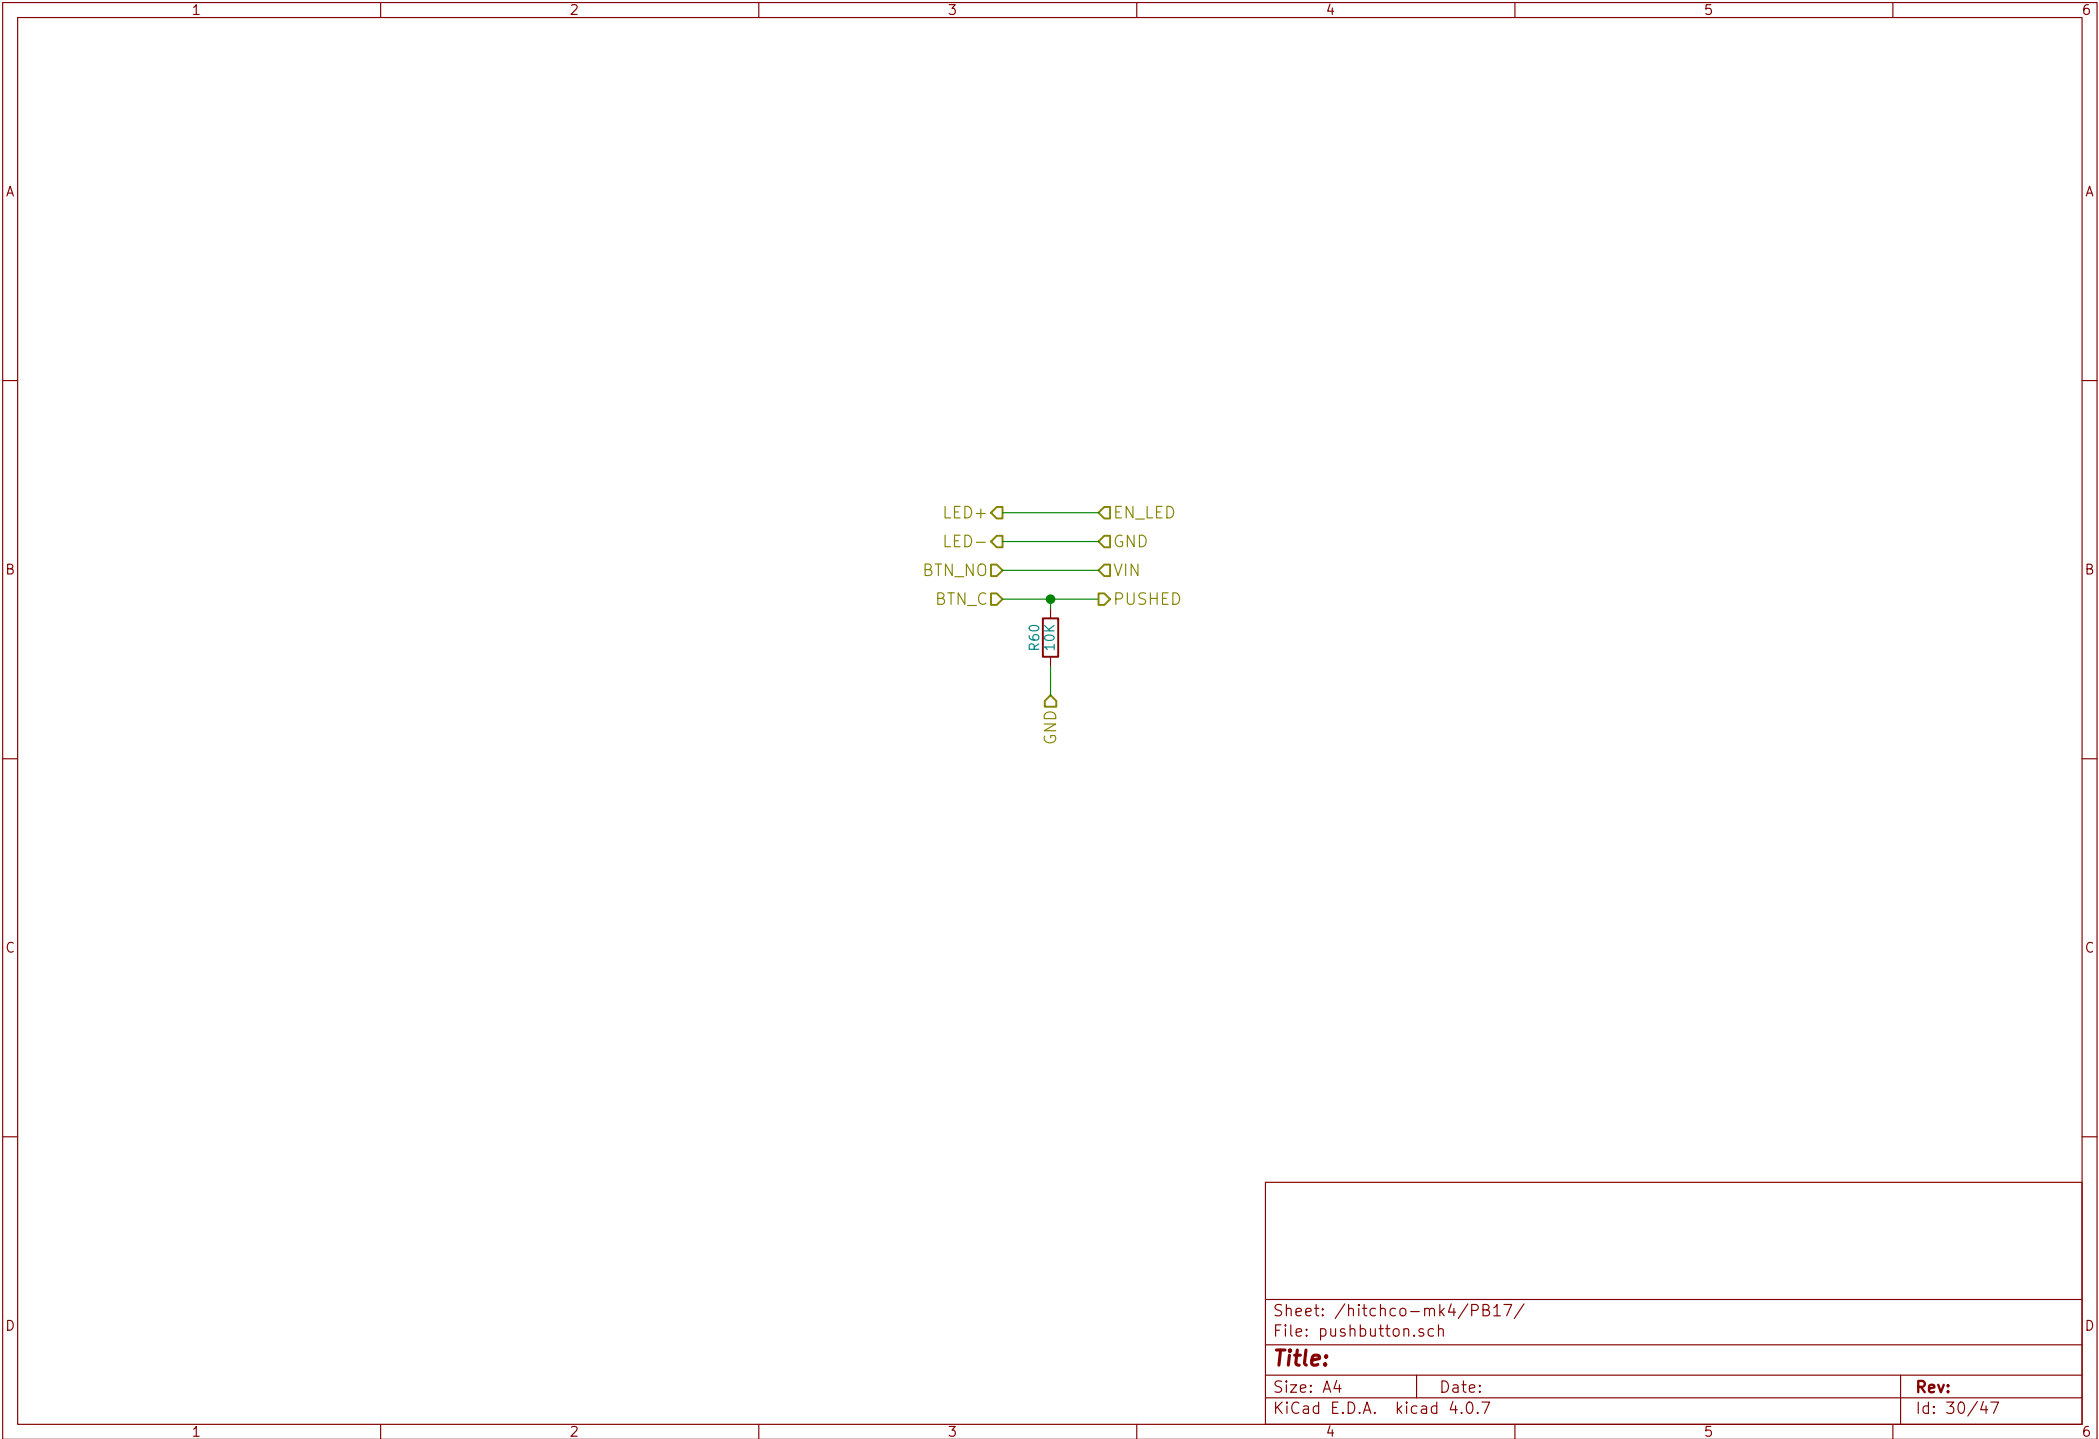 1 2 3 4 5 6
A A
LED+ EN_LED
LED- GND
BTN_NO VIN
B B
BTN_C PUSHED
R60
10K
GND
C C
Sheet: /hitchco-mk4/PB17/
File: pushbutton.sch
D D
Title:
Size: A4 Date: Rev:
KiCad E.D.A. kicad 4.0.7 Id: 30/47
1 2 3 4 5 6